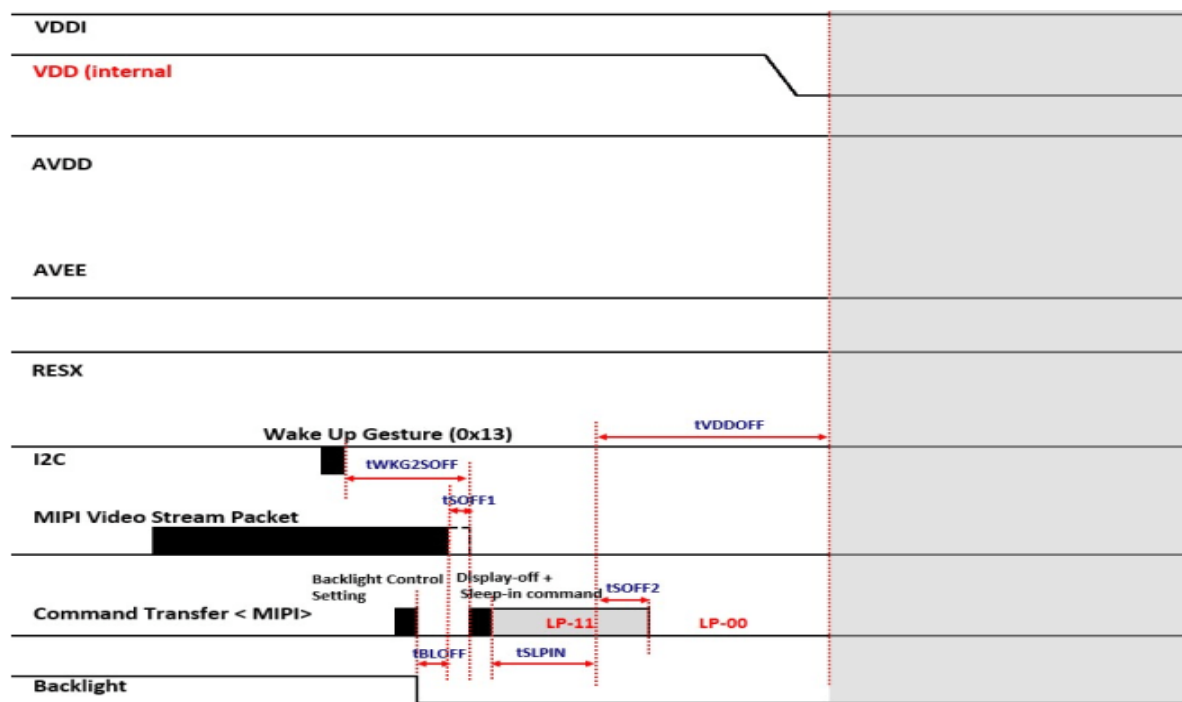 VDDI
VDD (internal
AVDD
AVEE
RESX
tVDDOFF
Wake Up Gesture (0x13)
I2C
tWKG2SOFF
tSOFF1
MIPI Video Stream Packet
Backlight Control
Setting
Display-off +
Sleep-in command
tSOFF2
Command Transfer < MIPI>
LP-11
LP-00
tBLOFF
tSLPIN
Backlight